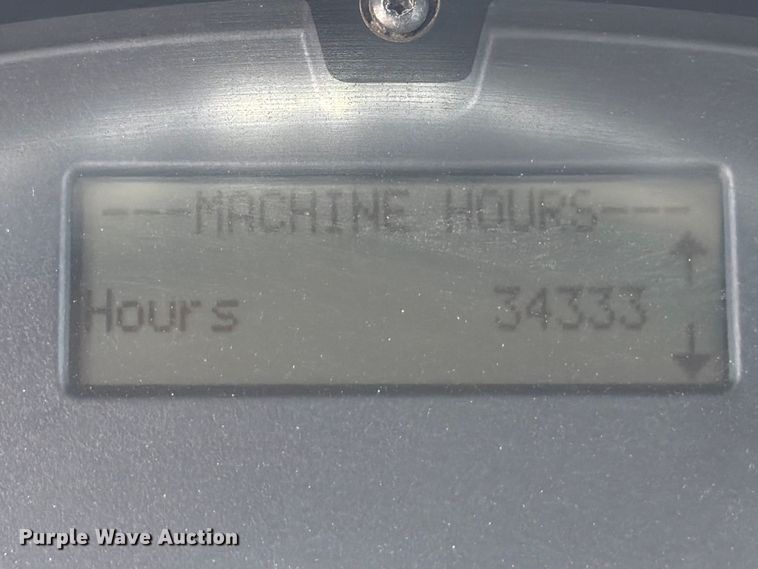 ---MACHINE HOURS---
Hours 34333
Purple Wave Auction